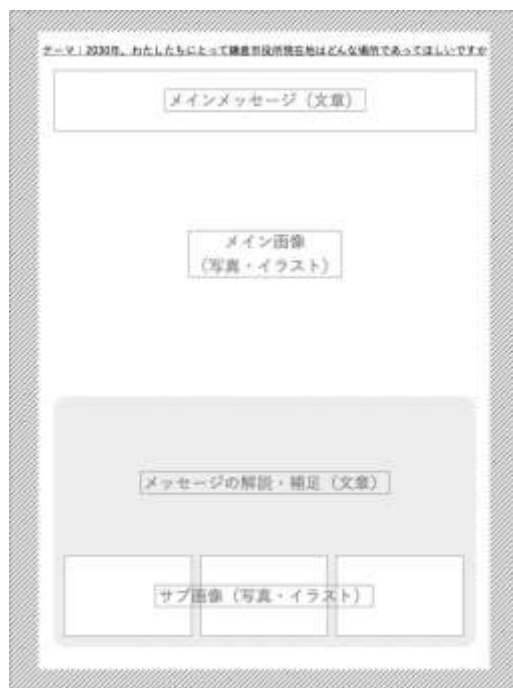 テーマ：2030年、わたしたちにとって鎌倉市役所現在地はどんな場所であってほしいですか
メインメッセージ（文章）
メイン画像
（写真・イラスト）
メッセージの解説・補足（文章）
サブ画像（写真・イラスト）